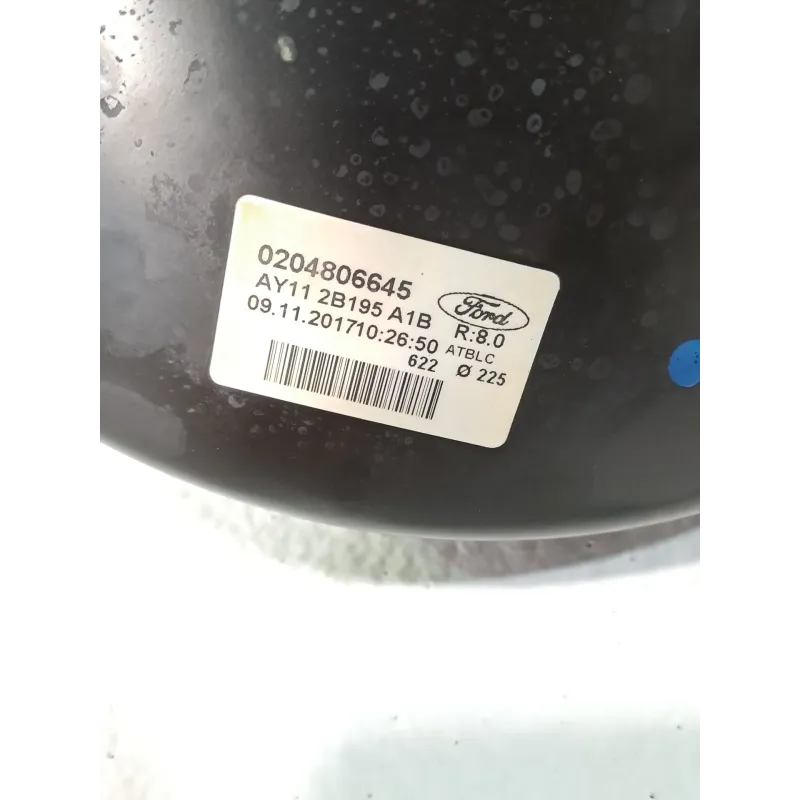 0204806645
AY11 2B195 A1B
09.11.201710:26:50
622
Ford
R:8.0
ATBLC
Ø 225